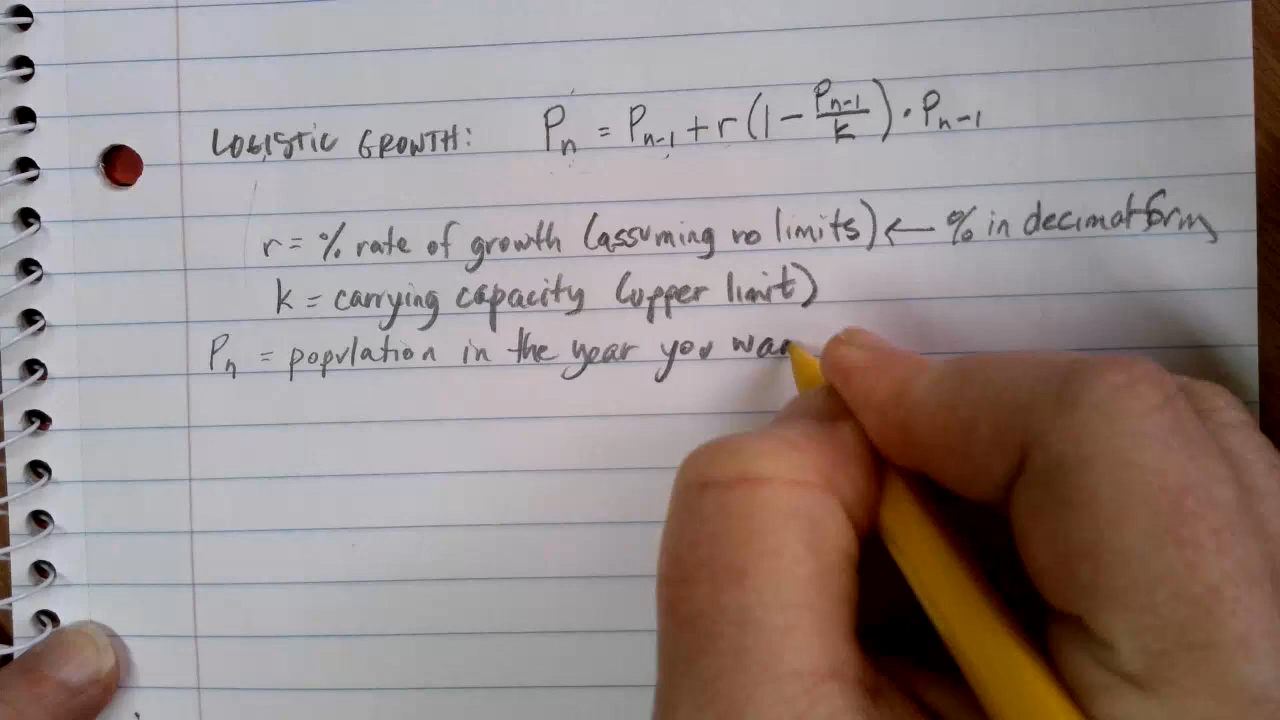 LOGISTIC GROWTH: Pn = Pn-1 + r(1 - Pn-1/k) · Pn-1
r = % rate of growth (assuming no limits) ← % in decimal form
k = carrying capacity (upper limit)
Pn = population in the year you wan